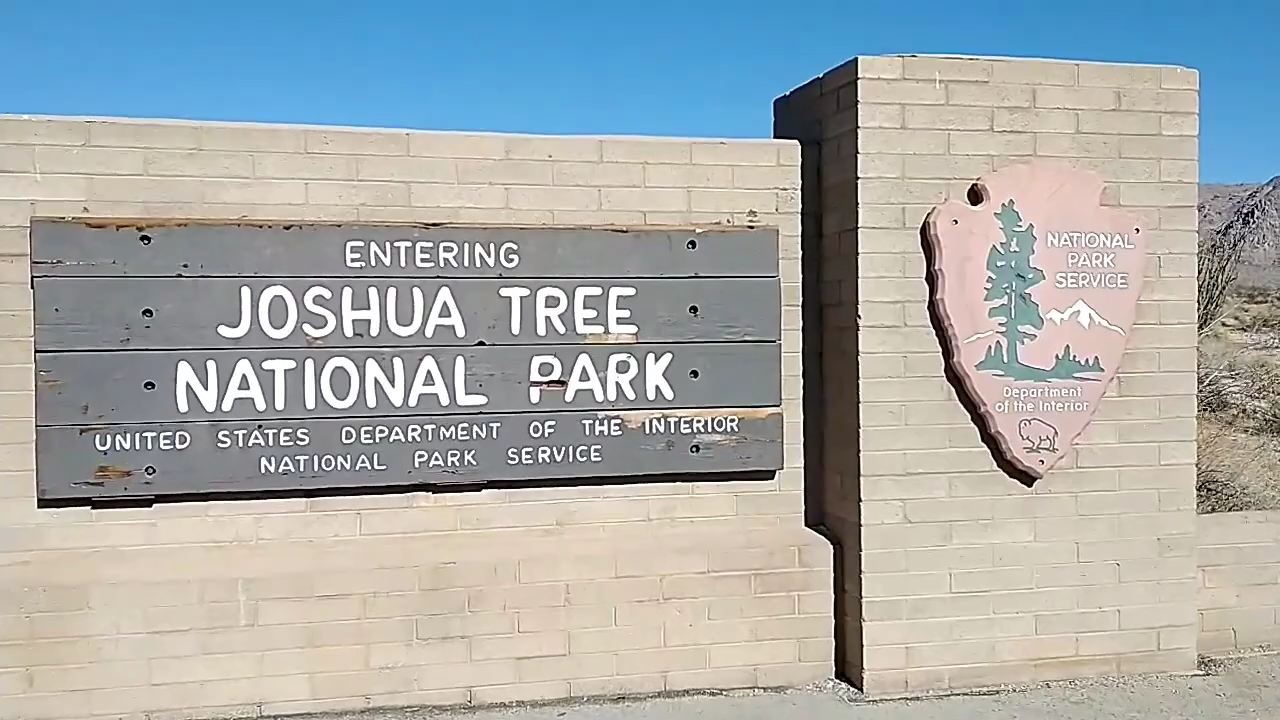 ENTERING
JOSHUA TREE
NATIONAL PARK
UNITED STATES DEPARTMENT OF THE INTERIOR
NATIONAL PARK SERVICE
NATIONAL
PARK
SERVICE
Department
of the Interior